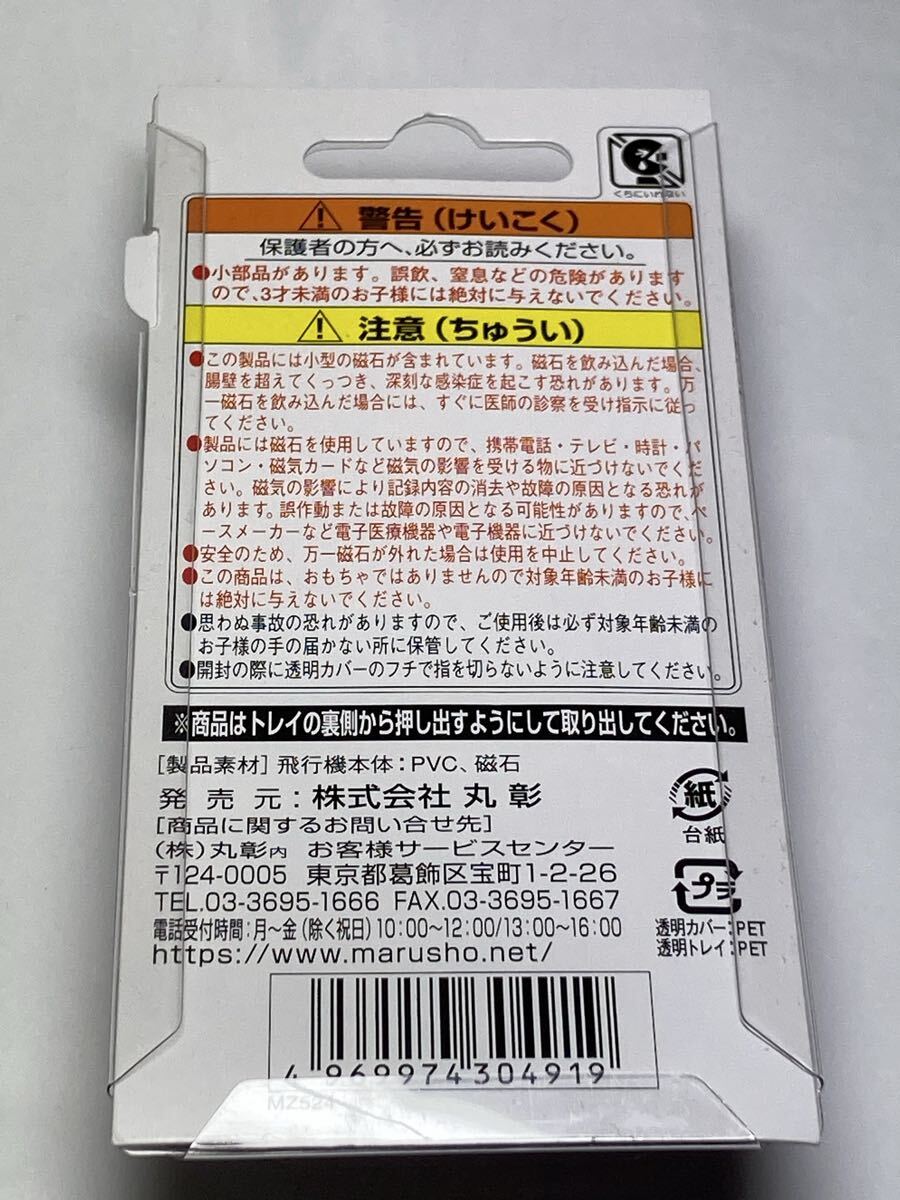 くちにいれない
警告(けいこく)
保護者の方へ、必ずお読みください。
●小部品があります。誤飲、窒息などの危険があります
ので、3才未満のお子様には絶対に与えないでください。
注意(ちゅうい)
●この製品には小型の磁石が含まれています。磁石を飲み込んだ場合、
腸壁を超えてくっつき、深刻な感染症を起こす恐れがあります。万
一磁石を飲み込んだ場合には、すぐに医師の診察を受け指示に従っ
てください。
●製品には磁石を使用していますので、携帯電話・テレビ・時計・パ
ソコン・磁気カードなど磁気の影響を受ける物に近づけないでくだ
さい。磁気の影響により記録内容の消去や故障の原因となる恐れが
あります。誤作動または故障の原因となる可能性がありますので、ペ
ースメーカーなど電子医療機器や電子機器に近づけないでください。
●安全のため、万一磁石が外れた場合は使用を中止してください。
●この商品は、おもちゃではありませんので対象年齢未満のお子様に
は絶対に与えないでください。
●思わぬ事故の恐れがありますので、ご使用後は必ず対象年齢未満の
お子様の手の届かない所に保管してください。
●開封の際に透明カバーのフチで指を切らないように注意してください。
※商品はトレイの裏側から押し出すようにして取り出してください。
[製品素材]飛行機本体:PVC、磁石
発売元:株式会社 丸彰
[商品に関するお問い合せ先]
(株)丸彰内 お客様サービスセンター
〒124-0005 東京都葛飾区宝町1-2-26
TEL.03-3695-1666 FAX.03-3695-1667
電話受付時間:月〜金(除く祝日)10:00〜12:00/13:00〜16:00
https://www.marusho.net/
紙
台紙
プラ
透明カバー:PET
透明トレイ:PET
4 969974 304919
MZ524